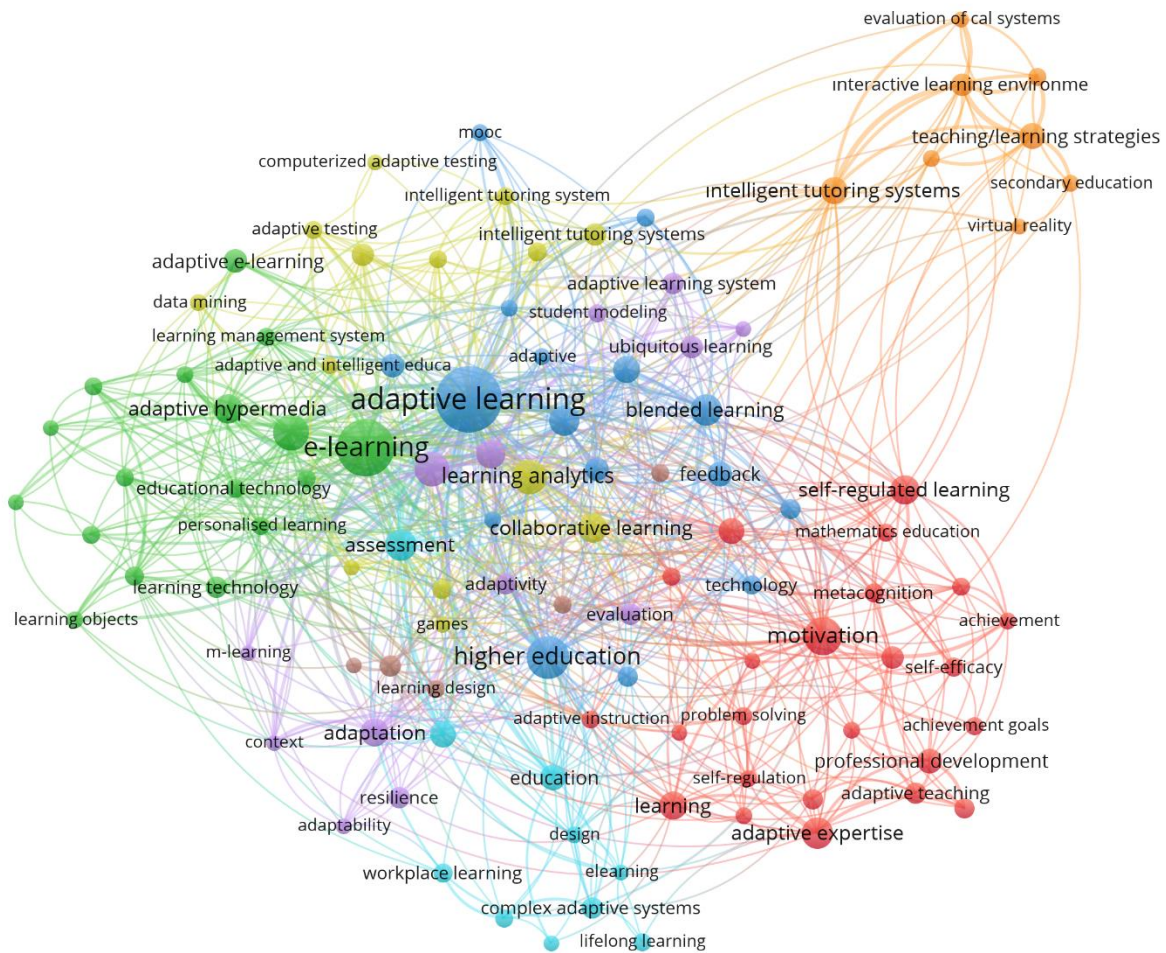 evaluation of cal systems
interactive learning environme
teaching/learning strategies
mooc
computerized adaptive testing
intelligent tutoring system
intelligent tutoring systems
secondary education
adaptive testing
intelligent tutoring systems
virtual reality
adaptive e-learning
adaptive learning system
data mining
student modeling
learning management system
adaptive
ubiquitous learning
adaptive and intelligent educa
adaptive learning
adaptive hypermedia
blended learning
e-learning
learning analytics
feedback
educational technology
self-regulated learning
personalised learning
collaborative learning
mathematics education
assessment
learning technology
adaptivity
technology
metacognition
learning objects
games
evaluation
achievement
motivation
m-learning
higher education
self-efficacy
learning design
adaptive instruction
problem solving
achievement goals
context
adaptation
professional development
education
self-regulation
resilience
learning
adaptive teaching
adaptability
design
adaptive expertise
workplace learning
elearning
complex adaptive systems
lifelong learning